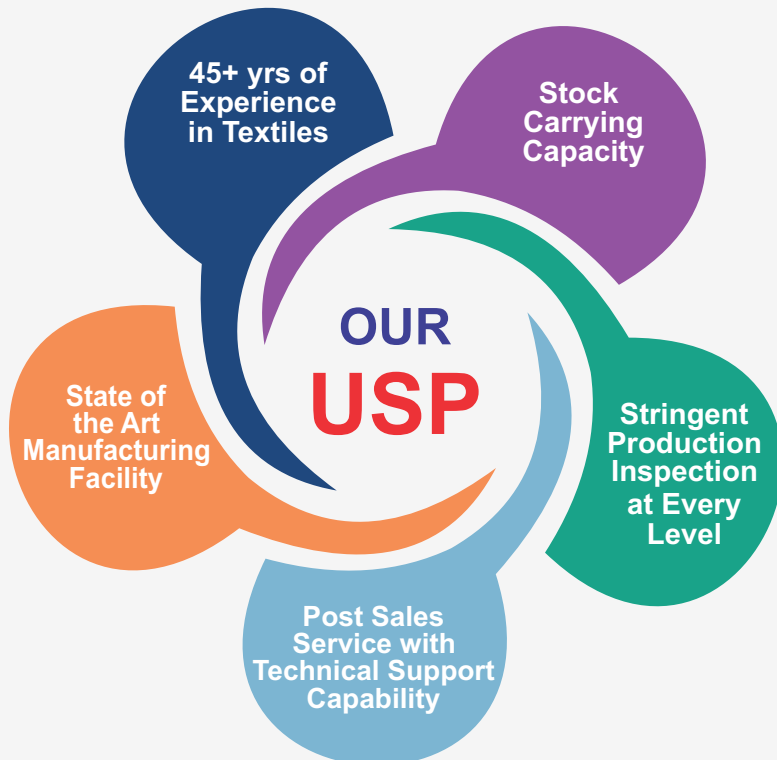 45+ yrs of
Experience
in Textiles
Stock
Carrying
Capacity
OUR
USP
State of
the Art
Manufacturing
Facility
Stringent
Production
Inspection
at Every
Level
Post Sales
Service with
Technical Support
Capability